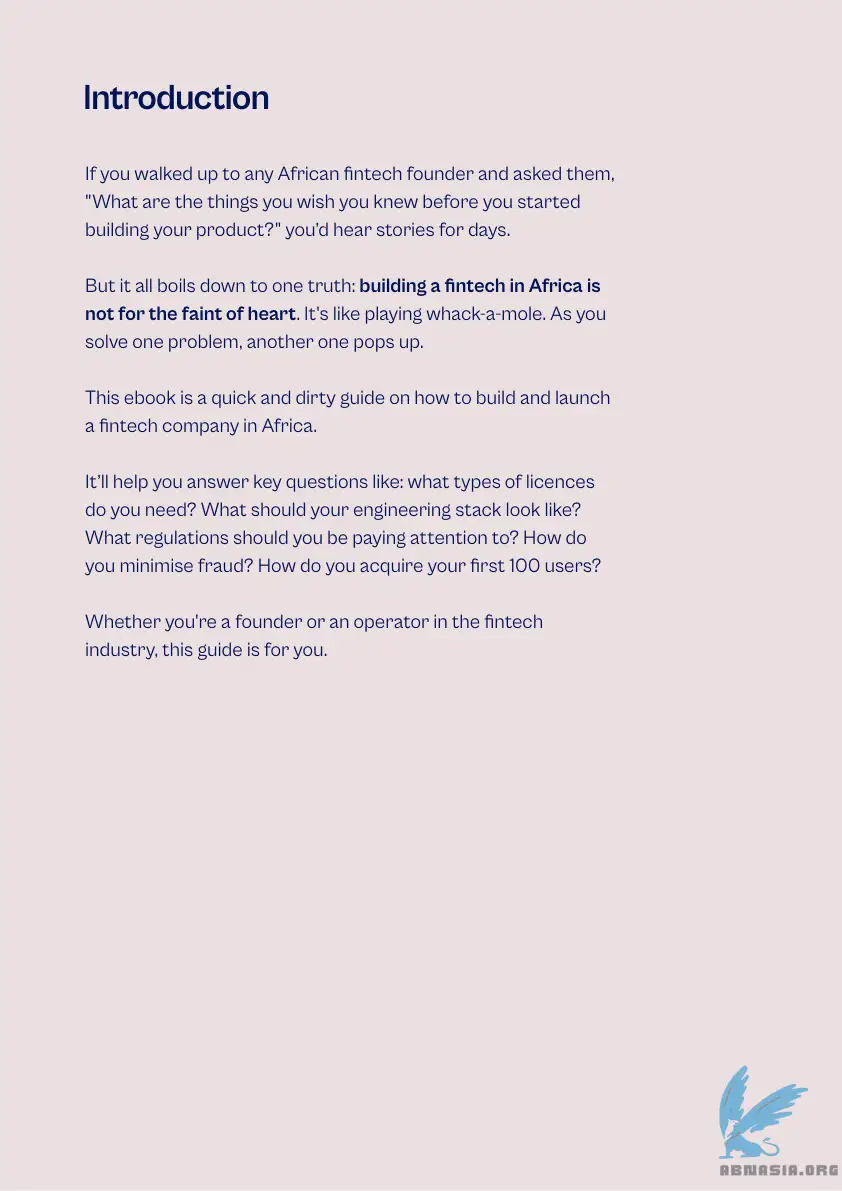 Introduction
If you walked up to any African fintech founder and asked them,
"What are the things you wish you knew before you started
building your product?" you’d hear stories for days.
But it all boils down to one truth: building a fintech in Africa is
not for the faint of heart. It's like playing whack-a-mole. As you
solve one problem, another one pops up.
This ebook is a quick and dirty guide on how to build and launch
a fintech company in Africa.
It’ll help you answer key questions like: what types of licences
do you need? What should your engineering stack look like?
What regulations should you be paying attention to? How do
you minimise fraud? How do you acquire your first 100 users?
Whether you're a founder or an operator in the fintech
industry, this guide is for you.
ABNASIA.ORG